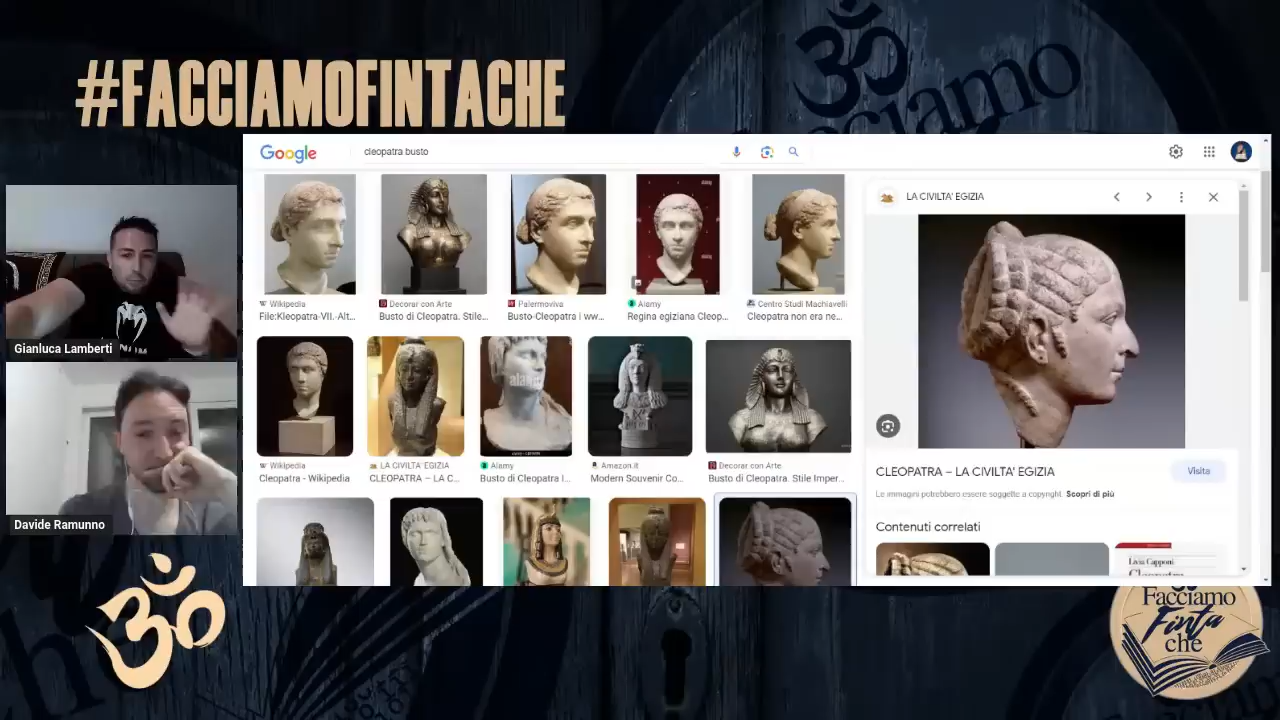 #FACCIAMOFINTACHE
Google
cleopatra busto
Wikipedia
File:Kleopatra-VII.-Alt...
Decorar con Arte
Busto di Cleopatra. Stile...
Palermoviva
Busto-Cleopatra i ww...
Alamy
Regina egiziana Cleop...
Centro Studi Machiavelli
Cleopatra non era ne...
LA CIVILTA' EGIZIA
Gianluca Lamberti
Wikipedia
Cleopatra - Wikipedia
LA CIVILTA' EGIZIA
CLEOPATRA – LA C...
Alamy
Busto di Cleopatra I...
Amazon.it
Modern Souvenir Co...
Decorar con Arte
Busto di Cleopatra. Stile Imper...
CLEOPATRA – LA CIVILTA' EGIZIA
Visita
Le immagini potrebbero essere soggette a copyright. Scopri di più
Contenuti correlati
Livia Capponi
Cleopatra
Davide Ramunno
ॐ
Facciamo
Finta
che